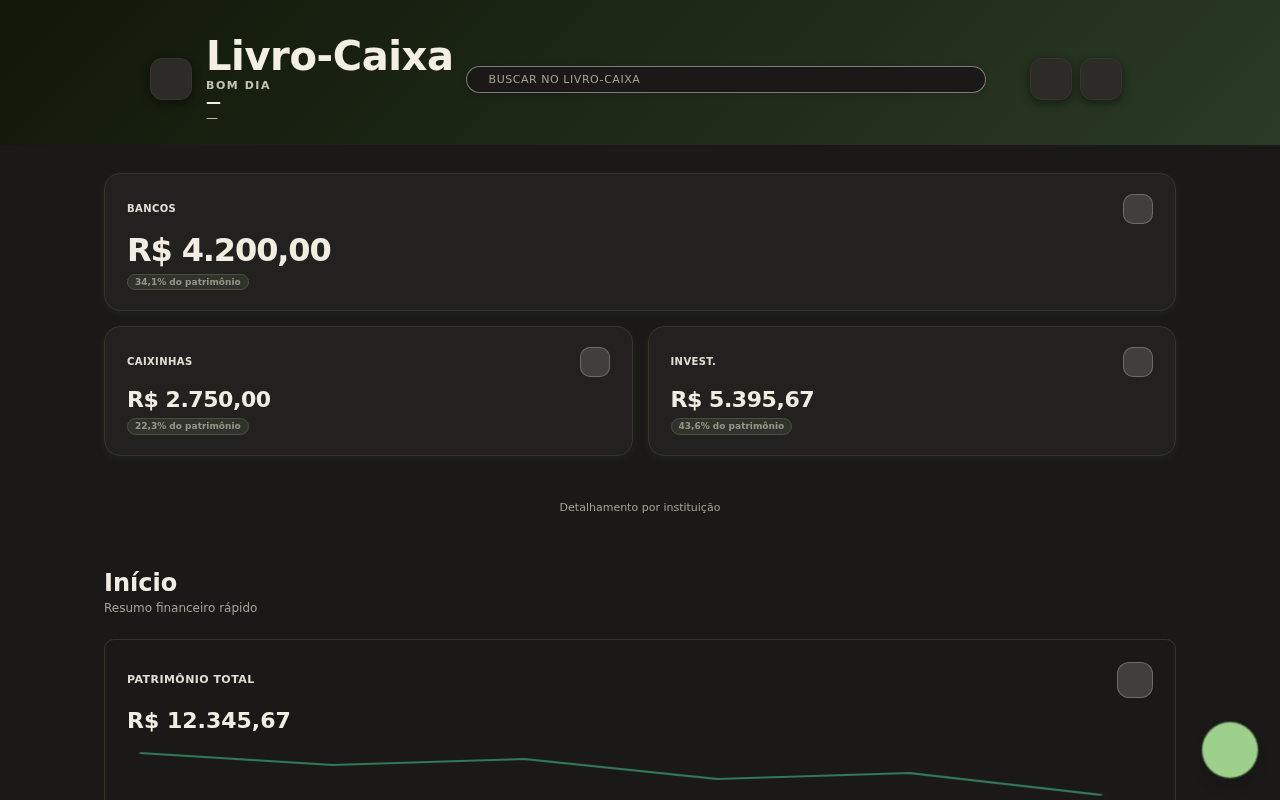 Livro-Caixa
BOM DIA
—
—
BUSCAR NO LIVRO-CAIXA
BANCOS
R$ 4.200,00
34,1% do patrimônio
CAIXINHAS
R$ 2.750,00
22,3% do patrimônio
INVEST.
R$ 5.395,67
43,6% do patrimônio
Detalhamento por instituição
Início
Resumo financeiro rápido
PATRIMÔNIO TOTAL
R$ 12.345,67